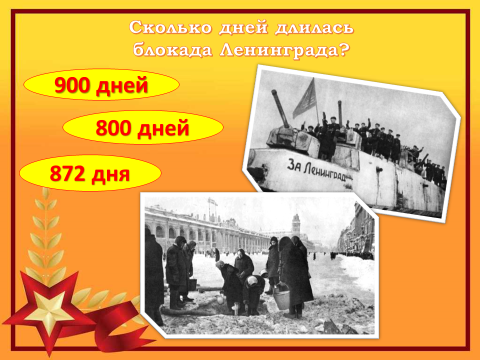 Сколько дней длилась
блокада Ленинграда?
900 дней
800 дней
872 дня
За Ленинград